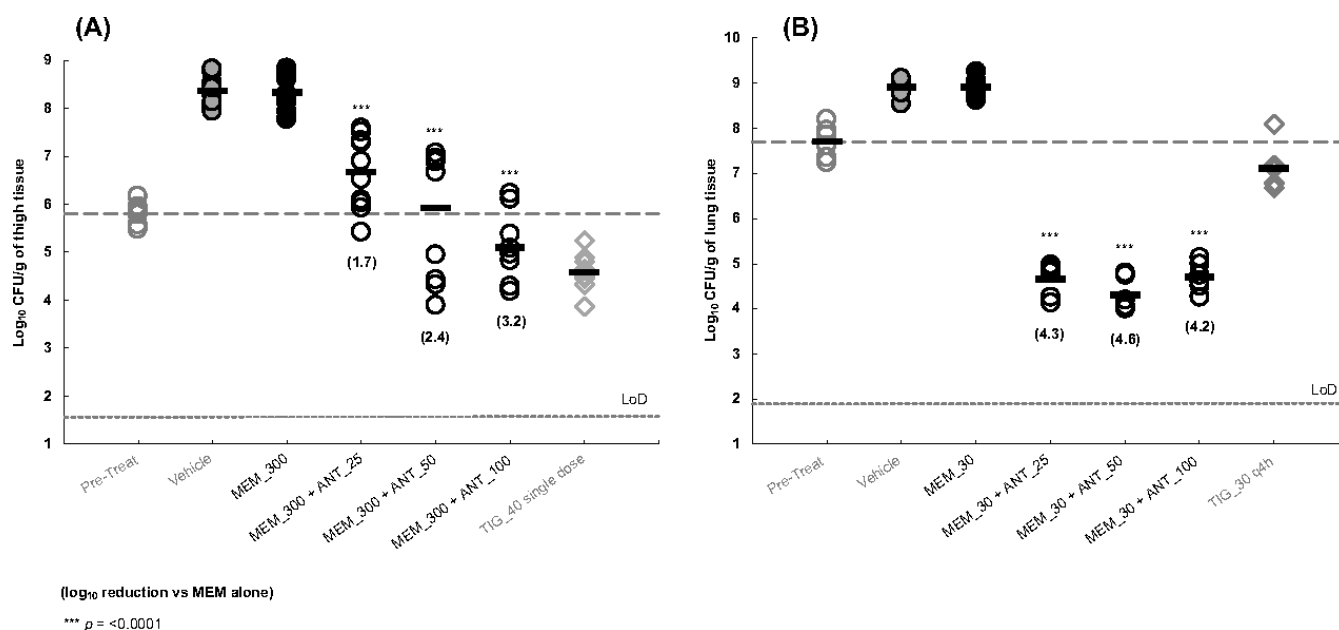 (A)
Log₁₀ CFU/g of thigh tissue
9
8
7
6
5
4
3
2
1
***
***
***
(1.7)
(2.4)
(3.2)
LoD
Pre-Treat
Vehicle
MEM_300
MEM_300 + ANT_25
MEM_300 + ANT_50
MEM_300 + ANT_100
TIG_40 single dose
(B)
Log₁₀ CFU/g of lung tissue
10
9
8
7
6
5
4
3
2
1
***
***
***
(4.3)
(4.6)
(4.2)
LoD
Pre-Treat
Vehicle
MEM_30
MEM_30 + ANT_25
MEM_30 + ANT_50
MEM_30 + ANT_100
TIG_30 q4h
(log₁₀ reduction vs MEM alone)
*** p = <0.0001